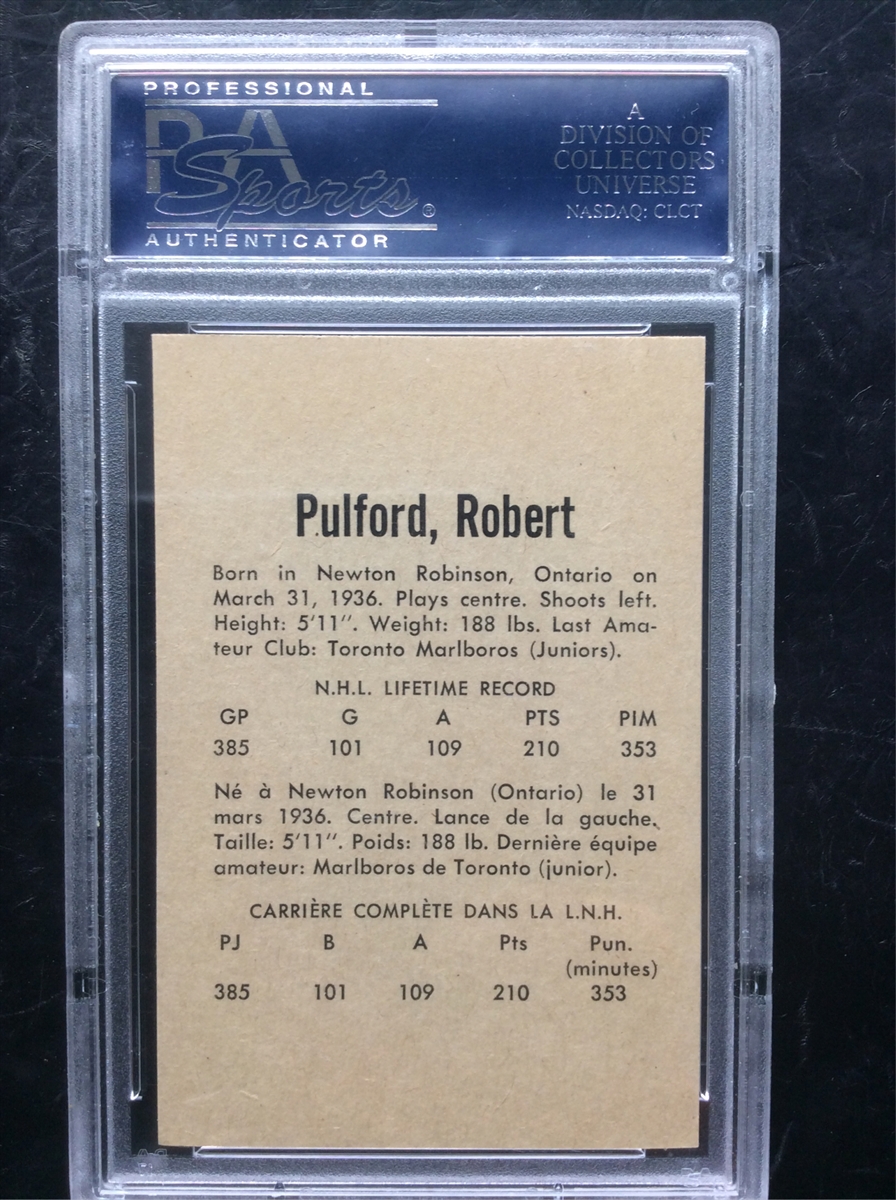 PROFESSIONAL
PSA
Sports®
AUTHENTICATOR
A
DIVISION OF
COLLECTORS
UNIVERSE
NASDAQ: CLCT
Pulford, Robert
Born in Newton Robinson, Ontario on
March 31, 1936. Plays centre. Shoots left.
Height: 5'11". Weight: 188 lbs. Last Ama-
teur Club: Toronto Marlboros (Juniors).
N.H.L. LIFETIME RECORD
GP G A PTS PIM
385 101 109 210 353
Né à Newton Robinson (Ontario) le 31
mars 1936. Centre. Lance de la gauche.
Taille: 5'11". Poids: 188 lb. Dernière équipe
amateur: Marlboros de Toronto (junior).
CARRIÈRE COMPLÈTE DANS LA L.N.H.
PJ B A Pts Pun.
(minutes)
385 101 109 210 353